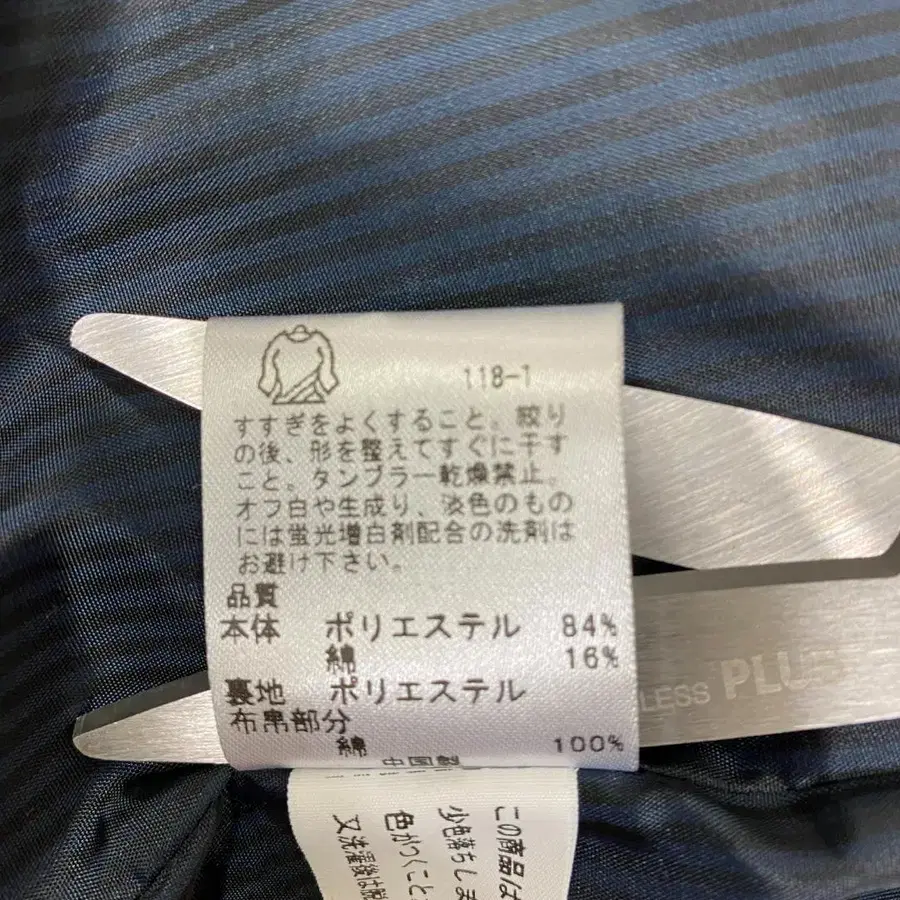 118-1
すすぎをよくすること。絞り
の後、形を整えてすぐに干す
こと。タンブラー乾燥禁止。
オフ白や生成り、淡色のもの
には蛍光増白剤配合の洗剤は
お避け下さい。
品質
本体 ポリエステル 84%
綿 16%
裏地 ポリエステル
布帛部分
綿 100%
LESS PLUS
この商品は
少色落ちしま
色がつくこと
又洗濯後は脱